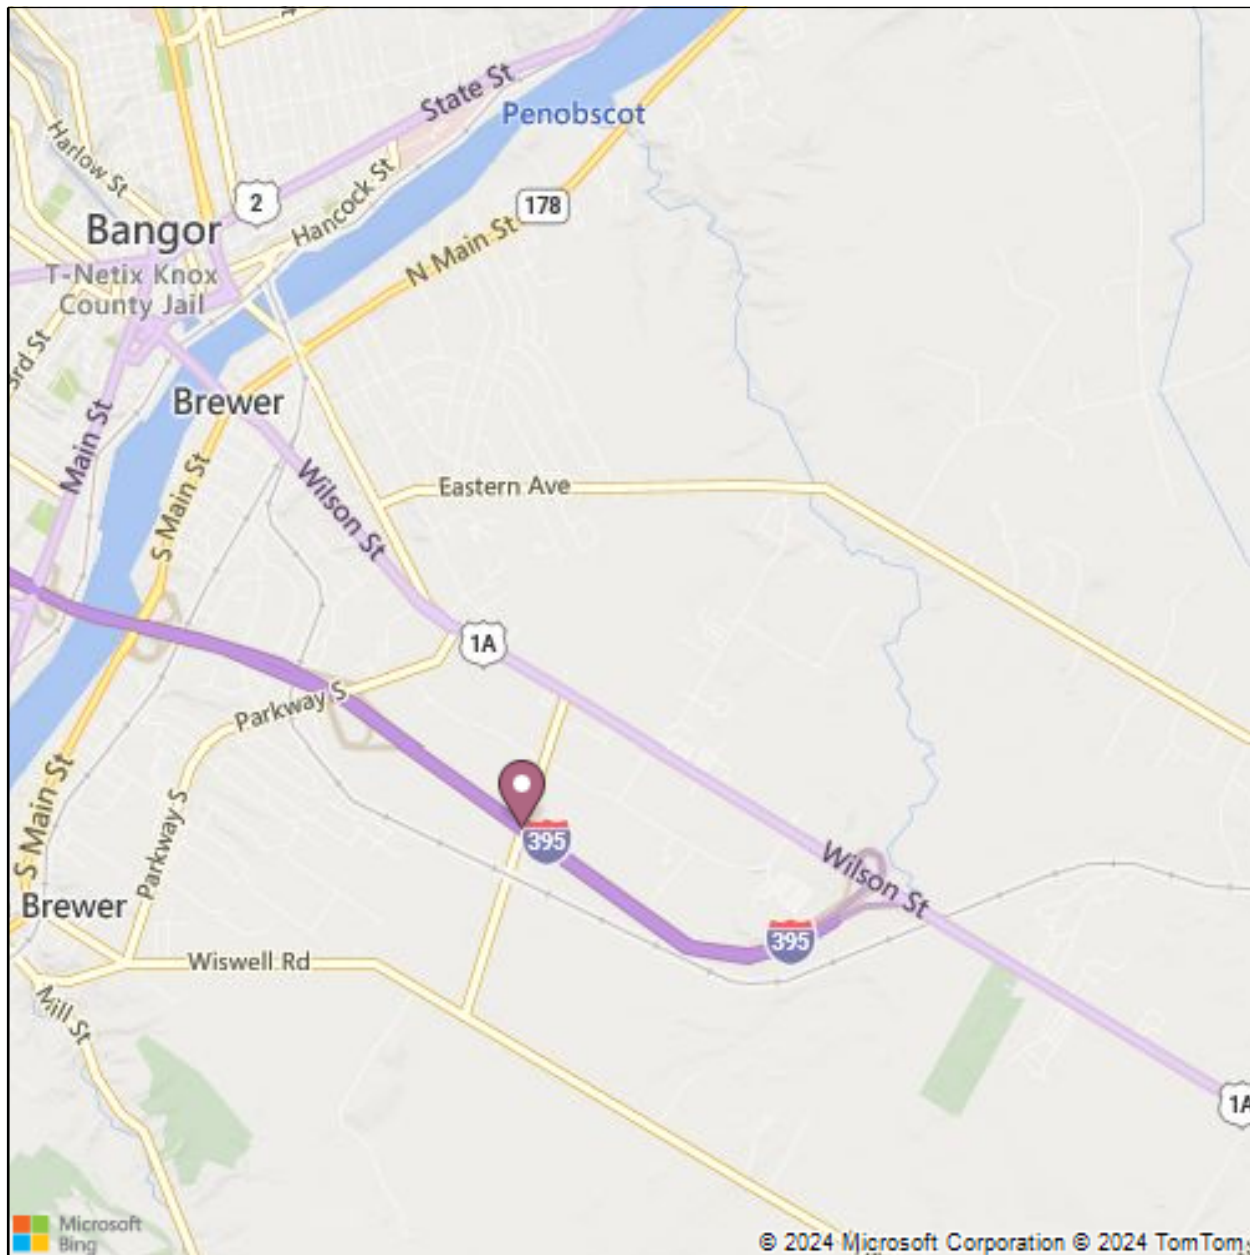 State St
Penobscot
Harlow St
2
178
Hancock St
Bangor
N Main St
T-Netix Knox
County Jail
3rd St
Brewer
Main St
Eastern Ave
S Main St
Wilson St
1A
Parkway S
S Main St
Parkway S
395
Wilson St
Brewer
395
Wiswell Rd
Mill St
1A
Microsoft
Bing
© 2024 Microsoft Corporation © 2024 TomTom